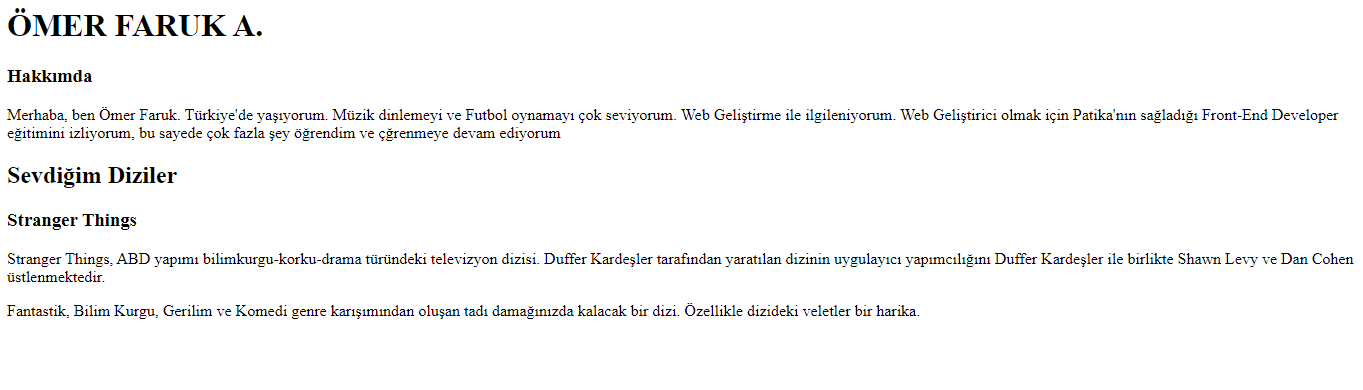 ÖMER FARUK A.
Hakkımda
Merhaba, ben Ömer Faruk. Türkiye'de yaşıyorum. Müzik dinlemeyi ve Futbol oynamayı çok seviyorum. Web Geliştirme ile ilgileniyorum. Web Geliştirici olmak için Patika'nın sağladığı Front-End Developer
eğitimini izliyorum, bu sayede çok fazla şey öğrendim ve çğrenmeye devam ediyorum
Sevdiğim Diziler
Stranger Things
Stranger Things, ABD yapımı bilimkurgu-korku-drama türündeki televizyon dizisi. Duffer Kardeşler tarafından yaratılan dizinin uygulayıcı yapımcılığını Duffer Kardeşler ile birlikte Shawn Levy ve Dan Cohen
üstlenmektedir.
Fantastik, Bilim Kurgu, Gerilim ve Komedi genre karışımından oluşan tadı damağınızda kalacak bir dizi. Özellikle dizideki veletler bir harika.